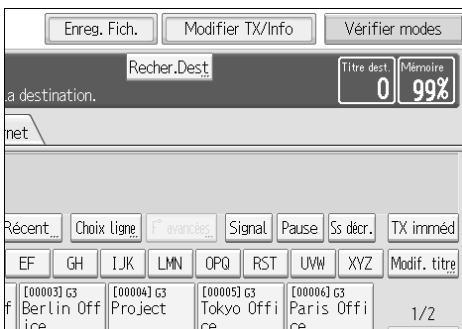 Enreg. Fich. Modifier TX/Info Vérifier modes
Recher.Dest. Titre dest. Mémoire
a destination. 0 99%
rnet
Récent Choix ligne F° avancées Signal Pause Ss décr. TX imméd
EF GH IJK LMN OPQ RST UVW XYZ Modif. titre
[00003] G3 [00004] G3 [00005] G3 [00006] G3
f Berlin Off Project Tokyo Offi Paris Offi 1/2
ice ce ce